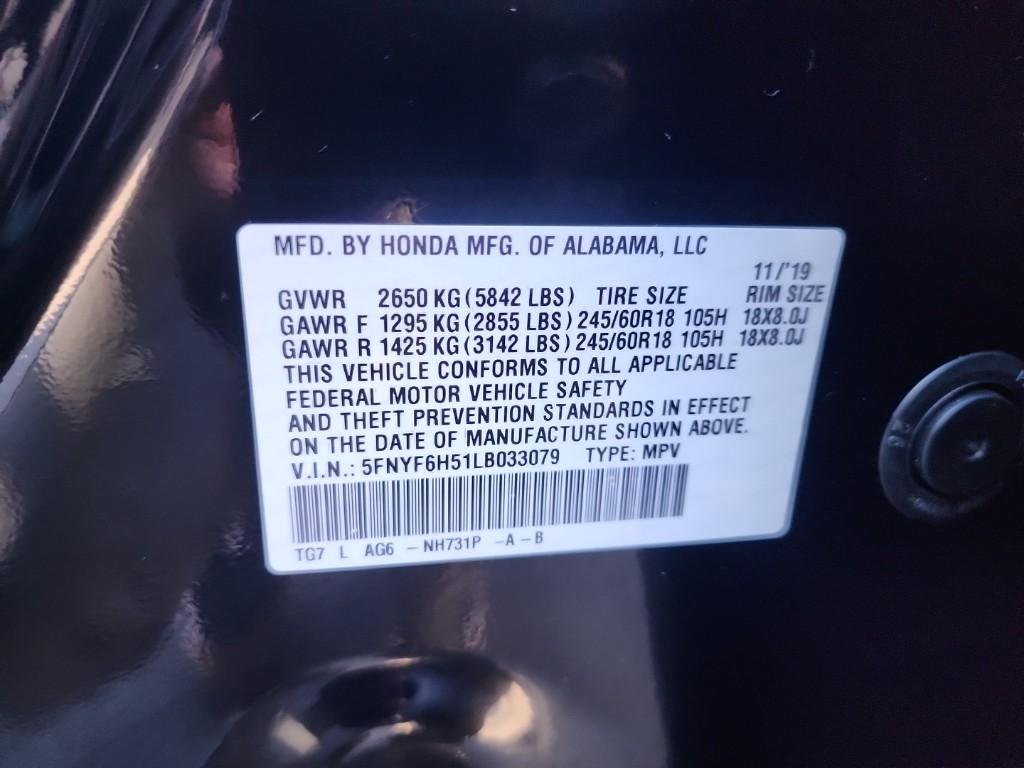 MFD. BY HONDA MFG. OF ALABAMA, LLC
11/'19
GVWR 2650 KG (5842 LBS) TIRE SIZE RIM SIZE
GAWR F 1295 KG (2855 LBS) 245/60R18 105H 18X8.0J
GAWR R 1425 KG (3142 LBS) 245/60R18 105H 18X8.0J
THIS VEHICLE CONFORMS TO ALL APPLICABLE
FEDERAL MOTOR VEHICLE SAFETY
AND THEFT PREVENTION STANDARDS IN EFFECT
ON THE DATE OF MANUFACTURE SHOWN ABOVE.
V.I.N.: 5FNYF6H51LB033079 TYPE: MPV
TG7 L AG6 - NH731P -A - B